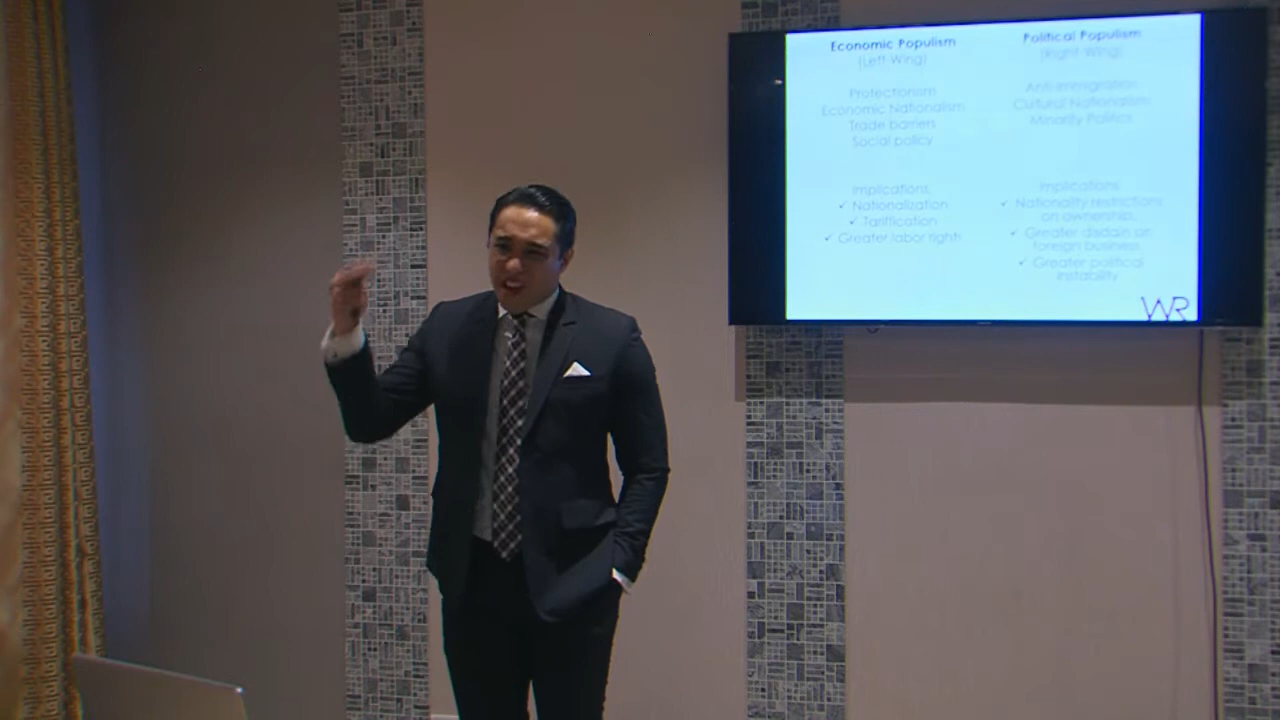 Economic Populism
(Left Wing)
Protectionism
Economic Nationalism
Trade barriers
Social policy
Implications:
✓ Nationalization
✓ Tariffication
✓ Greater labor rights
Political Populism
(Right-Wing)
Anti-immigration
Cultural Nationalism
Minority Politics
Implications:
✓ Nationality restrictions
on ownership.
✓ Greater disdain on
foreign business
✓ Greater political
instability
WR